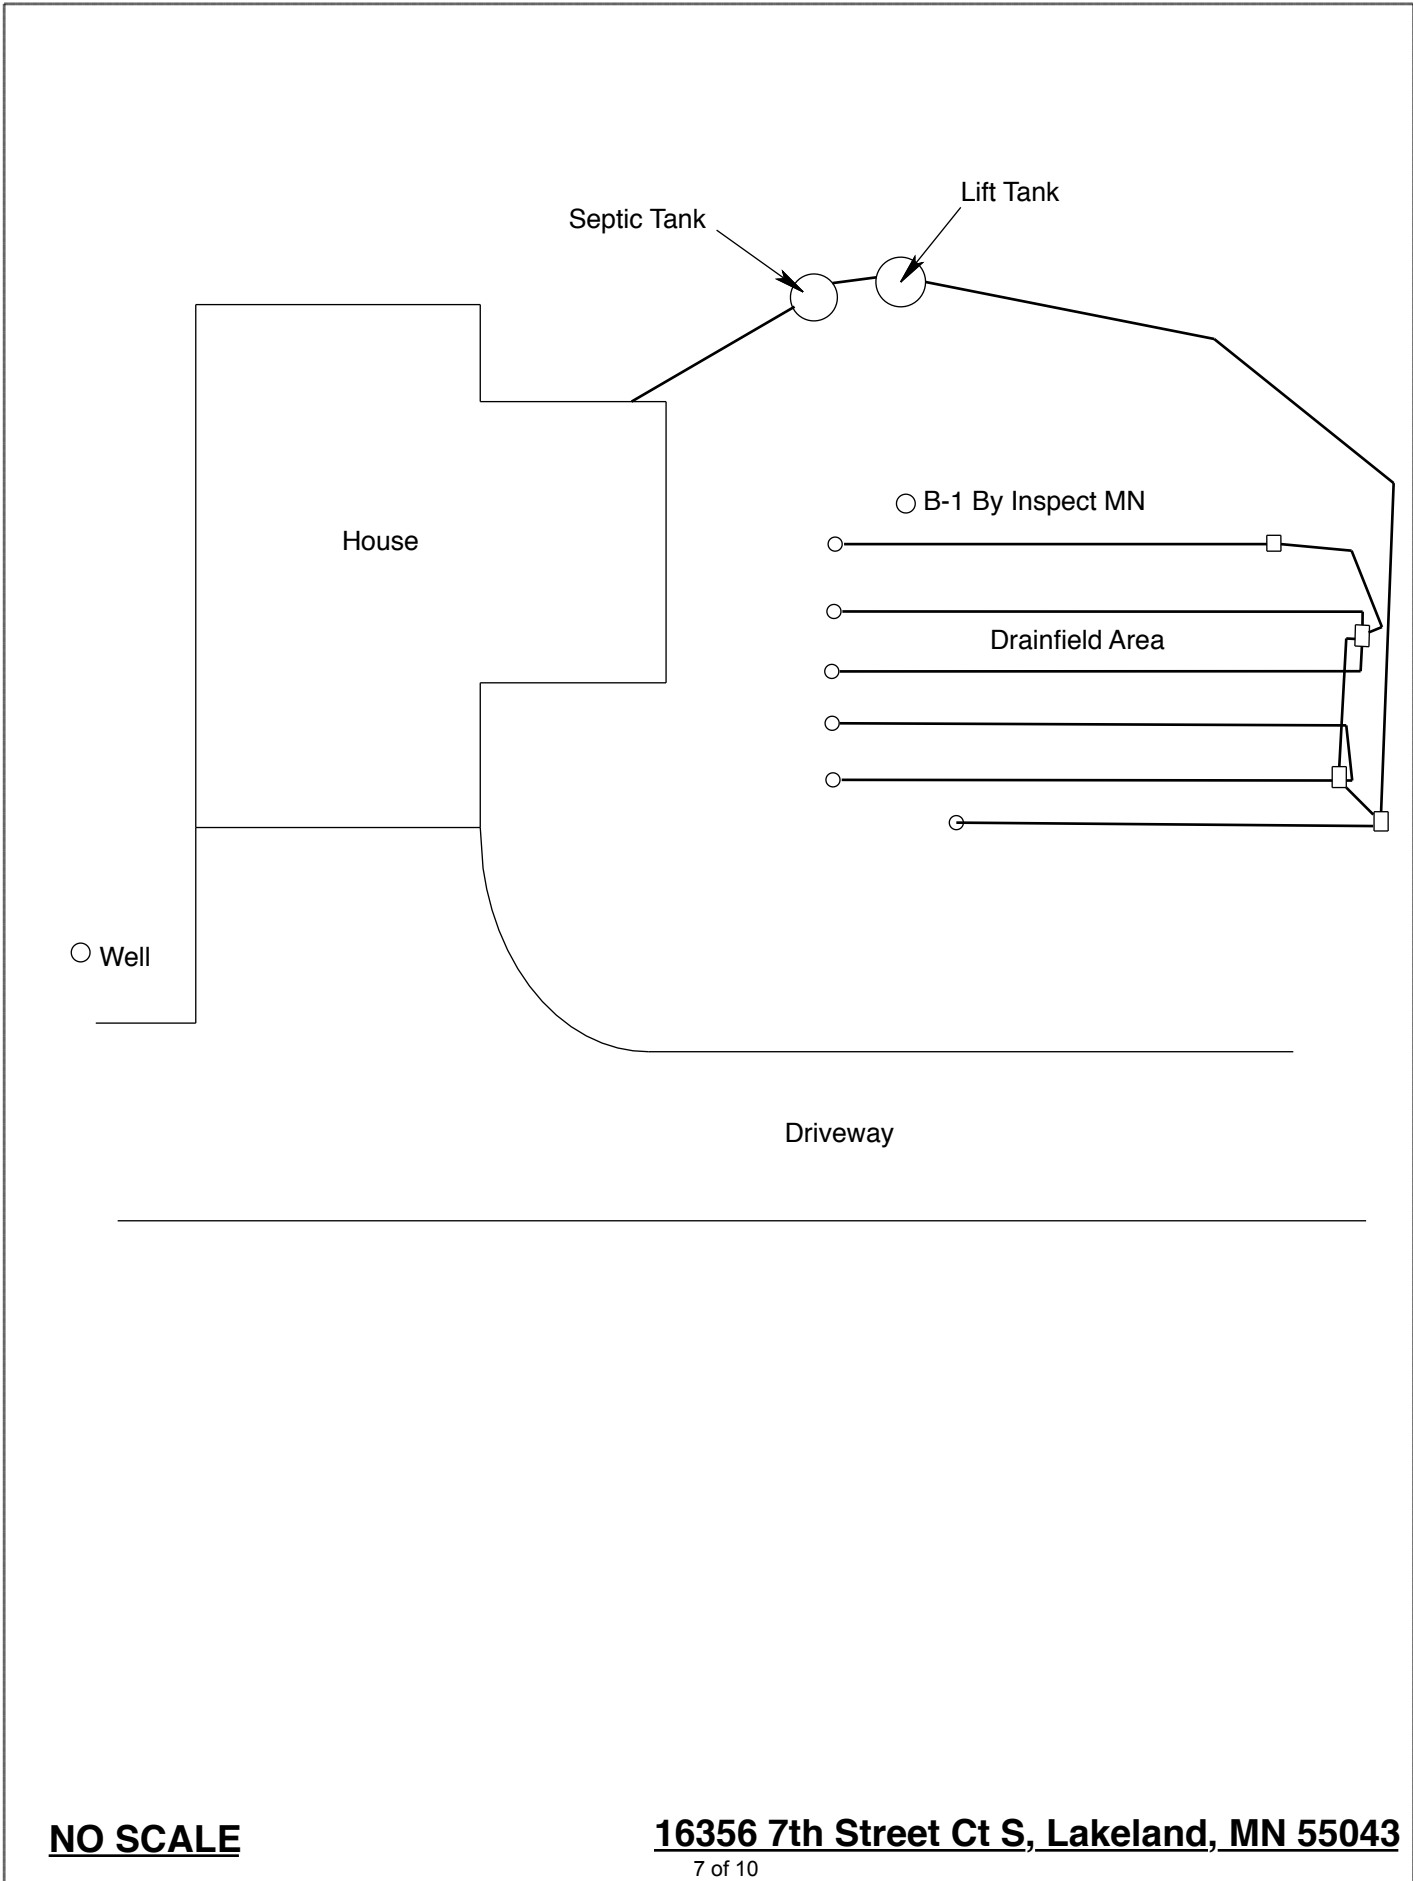 Lift Tank
Septic Tank
B-1 By Inspect MN
House
Drainfield Area
Well
Driveway
NO SCALE
16356 7th Street Ct S, Lakeland, MN 55043
7 of 10